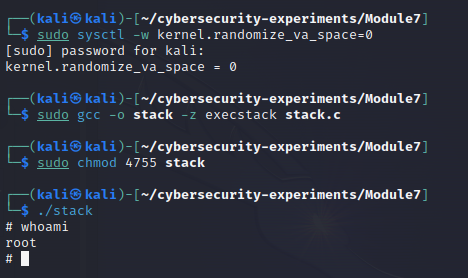 ┌──(kali㉿kali)-[~/cybersecurity-experiments/Module7]
└─$ sudo sysctl -w kernel.randomize_va_space=0
[sudo] password for kali:
kernel.randomize_va_space = 0
┌──(kali㉿kali)-[~/cybersecurity-experiments/Module7]
└─$ sudo gcc -o stack -z execstack stack.c
┌──(kali㉿kali)-[~/cybersecurity-experiments/Module7]
└─$ sudo chmod 4755 stack
┌──(kali㉿kali)-[~/cybersecurity-experiments/Module7]
└─$ ./stack
# whoami
root
#